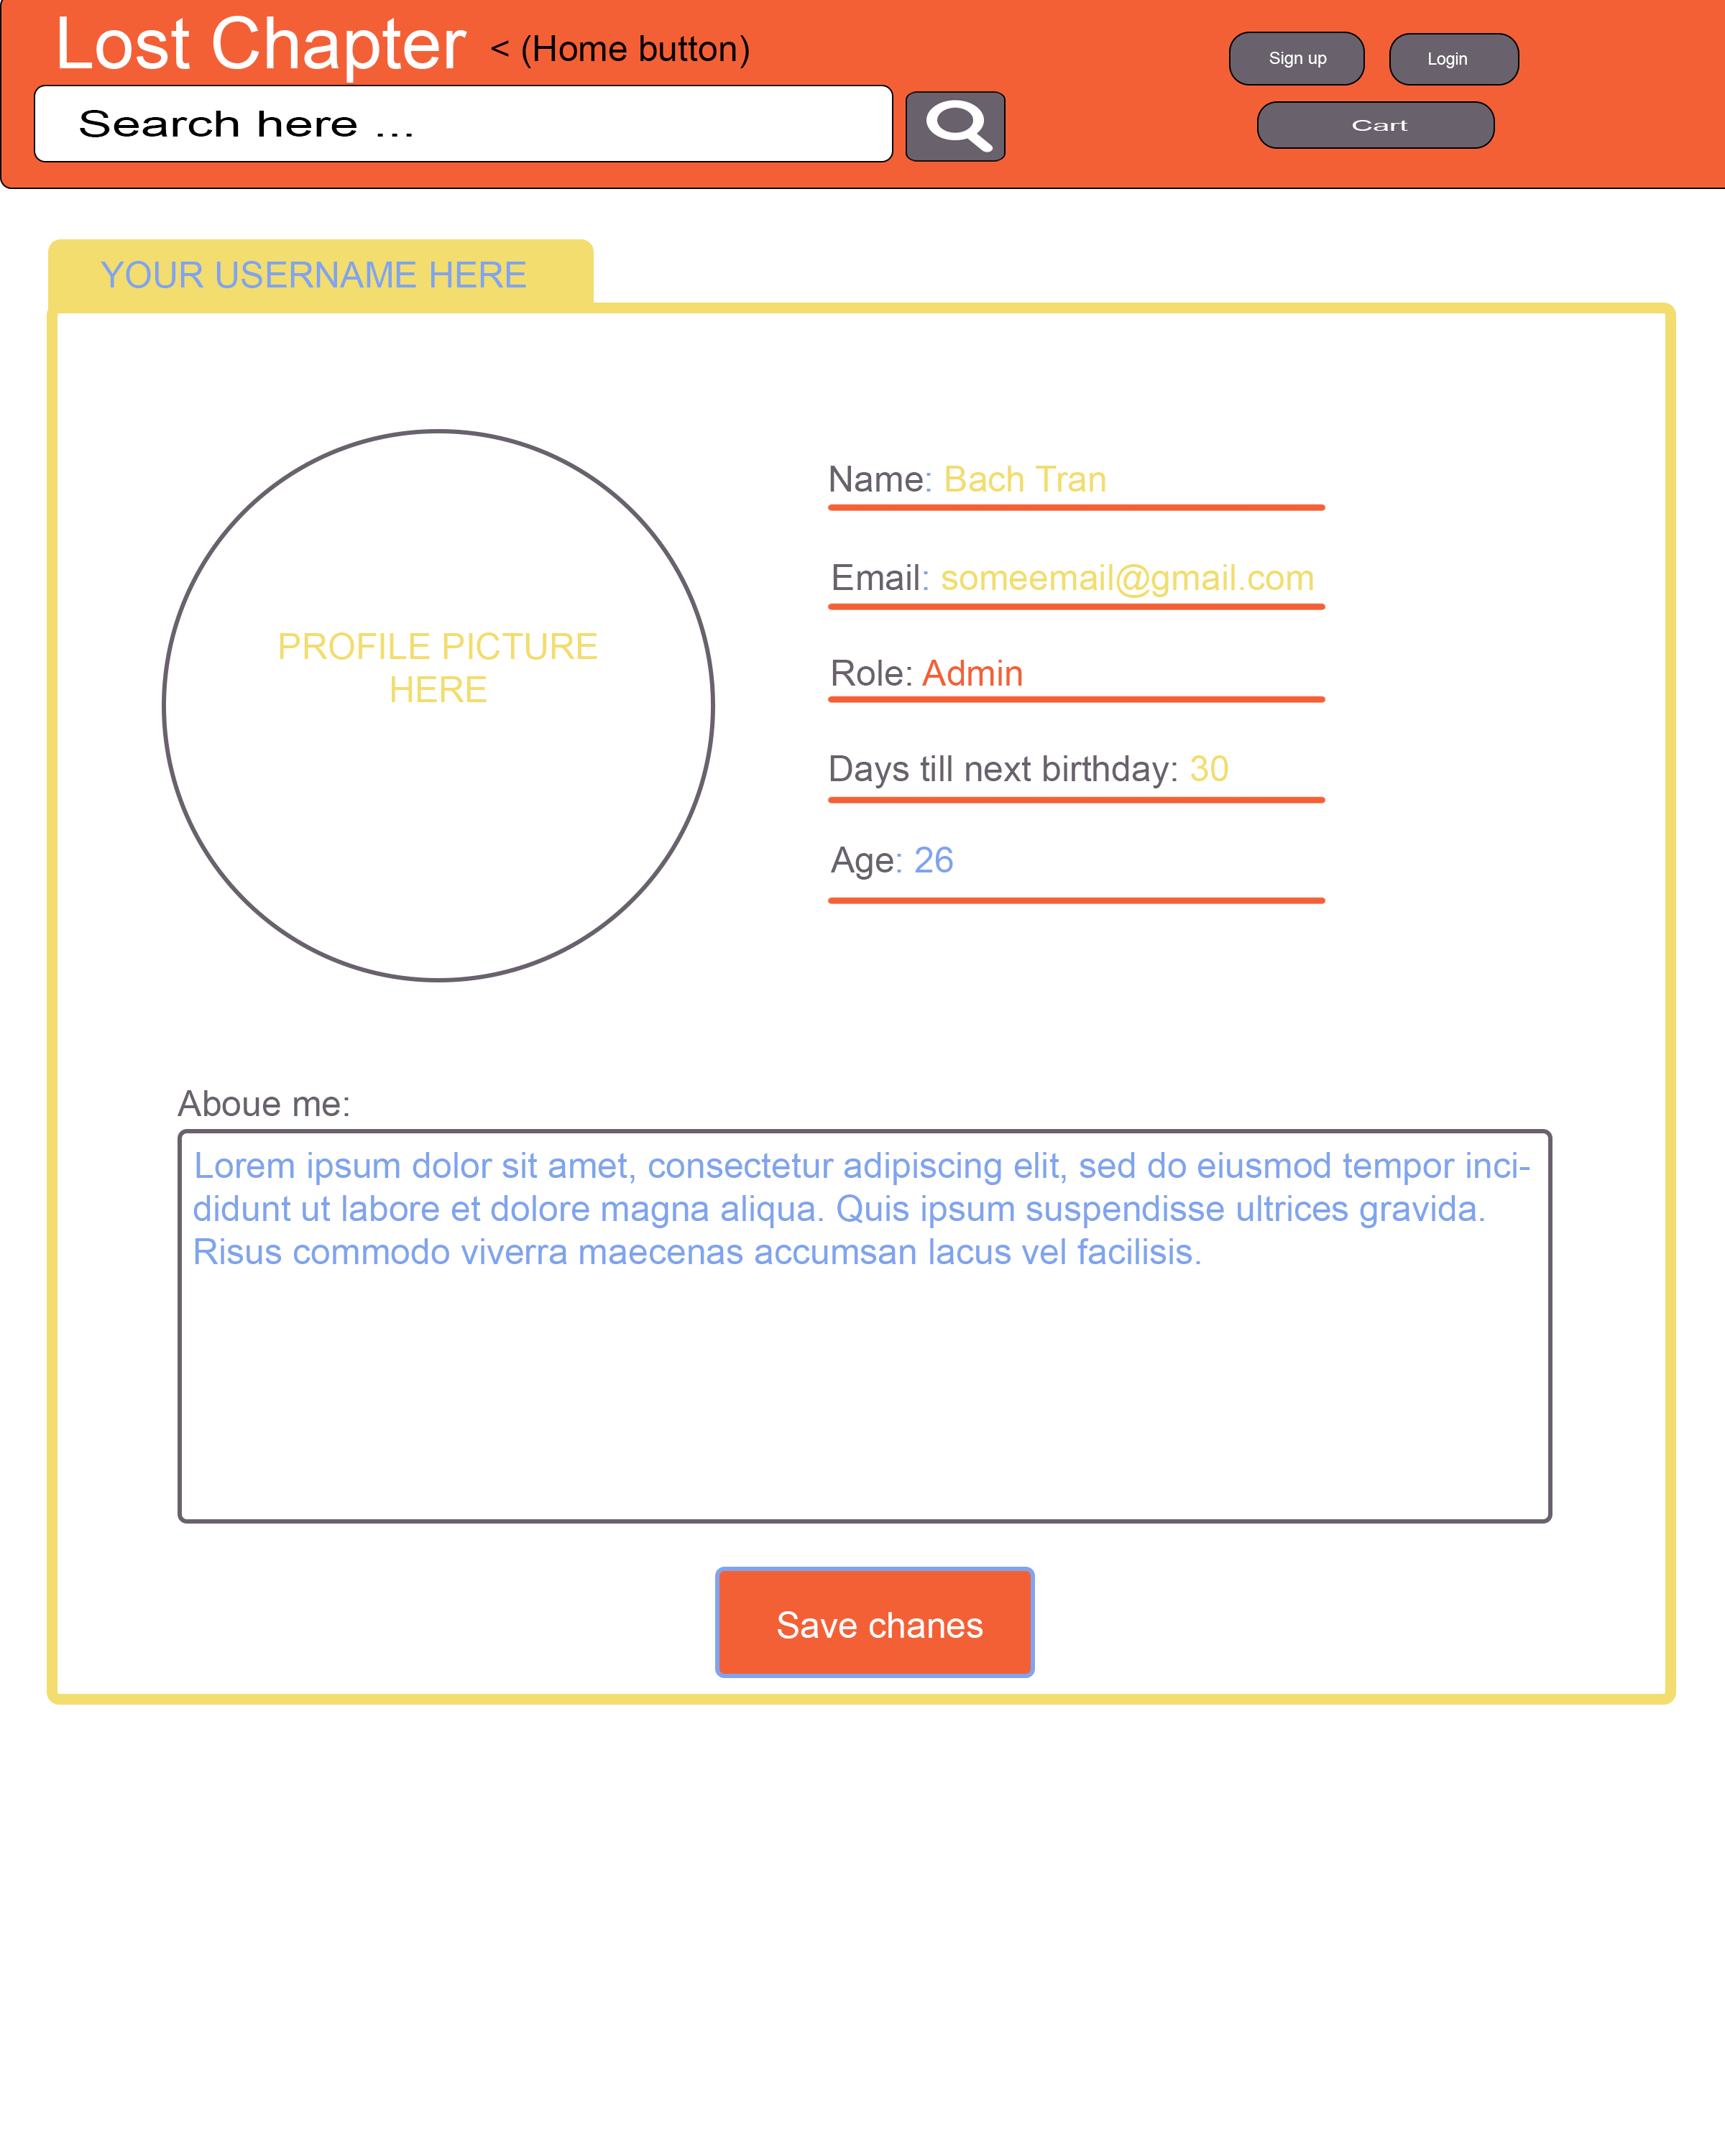 Lost Chapter < (Home button)
Sign up
Login
Search here ...
Cart
YOUR USERNAME HERE
PROFILE PICTURE
HERE
Name: Bach Tran
Email: someemail@gmail.com
Role: Admin
Days till next birthday: 30
Age: 26
Aboue me:
Lorem ipsum dolor sit amet, consectetur adipiscing elit, sed do eiusmod tempor inci-
didunt ut labore et dolore magna aliqua. Quis ipsum suspendisse ultrices gravida.
Risus commodo viverra maecenas accumsan lacus vel facilisis.
Save chanes